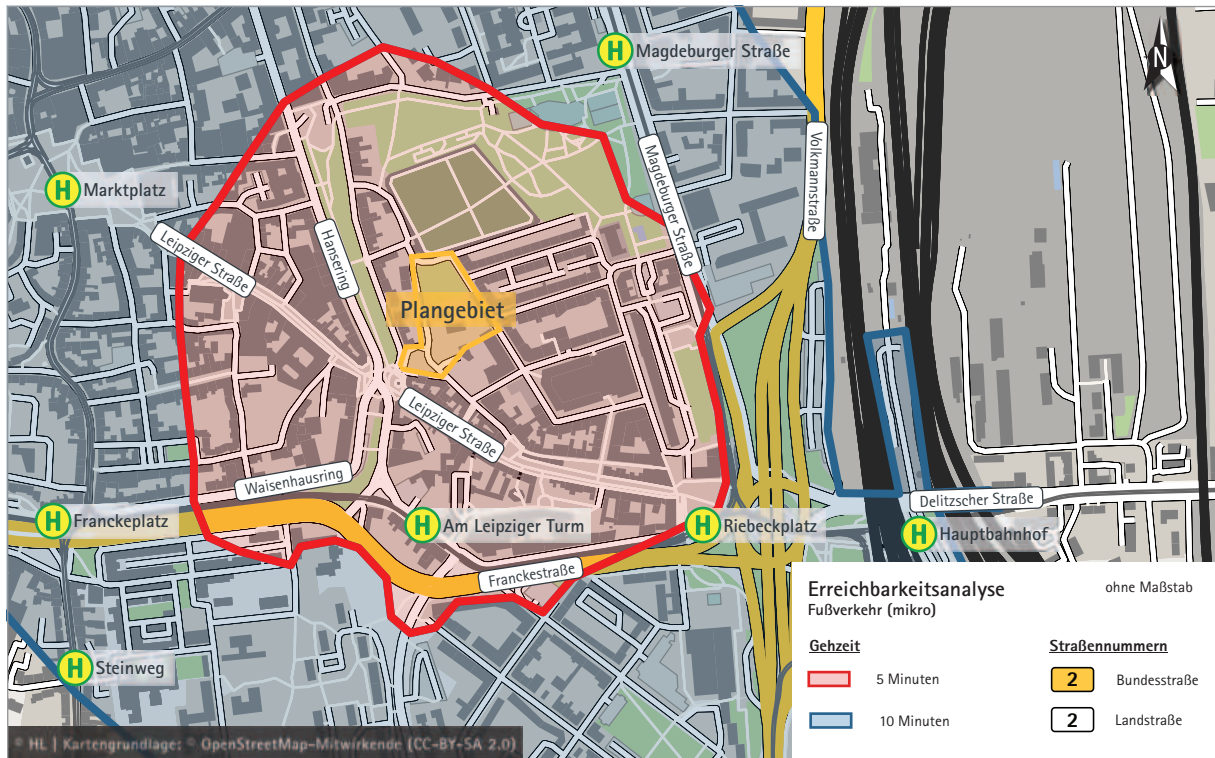 H Magdeburger Straße
N
H Marktplatz
Volkmannstraße
Magdeburger Straße
Leipziger Straße
Hansering
Plangebiet
Leipziger Straße
Waisenhausring
Delitzscher Straße
H Franckeplatz
H Am Leipziger Turm
H Riebeckplatz
H Hauptbahnhof
Franckestraße
H Steinweg
Erreichbarkeitsanalyse
ohne Maßstab
Fußverkehr (mikro)
Gehzeit
Straßennummern
5 Minuten
2 Bundesstraße
10 Minuten
2 Landstraße
© HL | Kartengrundlage: © OpenStreetMap-Mitwirkende (CC-BY-SA 2.0)